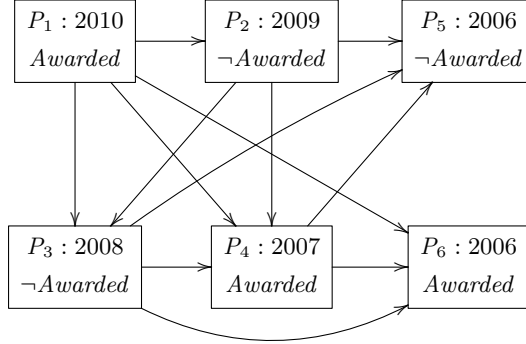 P₁ : 2010
Awarded
P₂ : 2009
¬Awarded
P₅ : 2006
¬Awarded
P₃ : 2008
¬Awarded
P₄ : 2007
Awarded
P₆ : 2006
Awarded